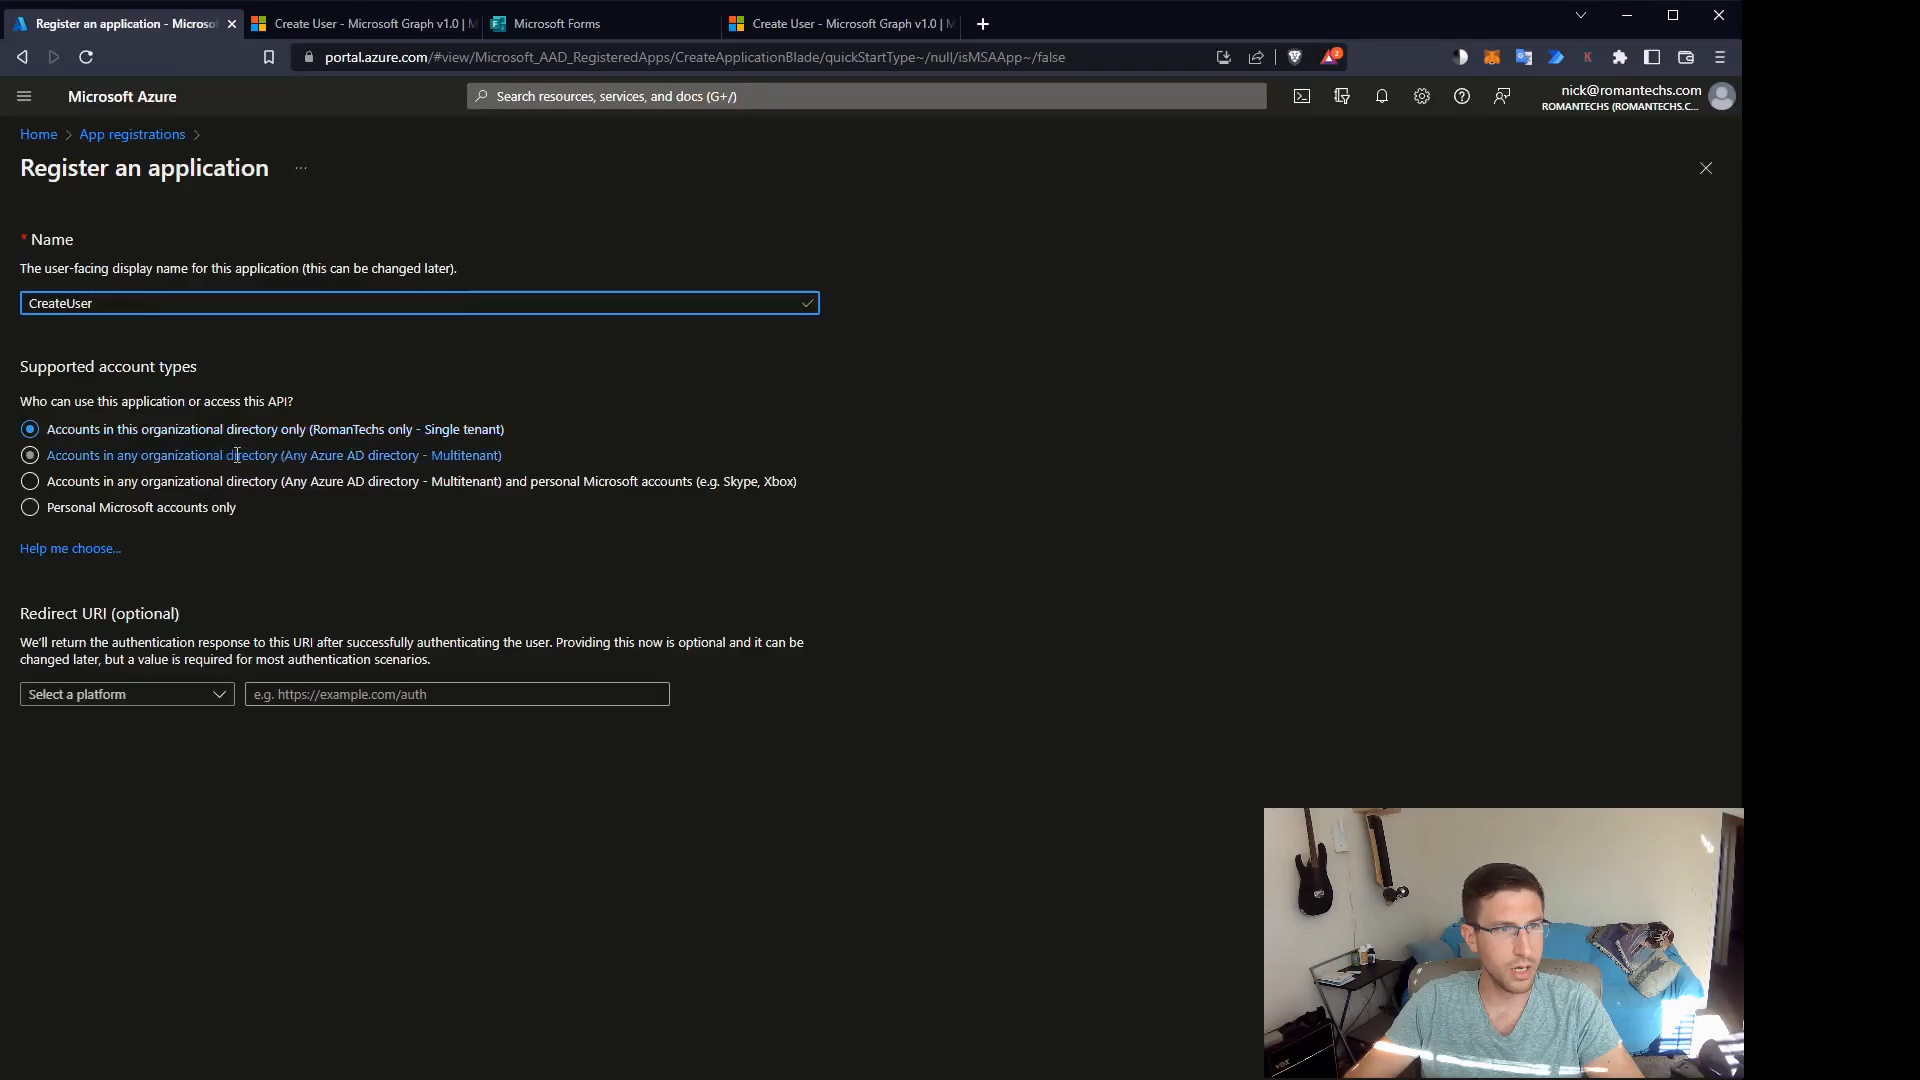 Register an application - Microsof
Create User - Microsoft Graph v1.0 | M
Microsoft Forms
Create User - Microsoft Graph v1.0 | M
portal.azure.com/#view/Microsoft_AAD_RegisteredApps/CreateApplicationBlade/quickStartType~/null/isMSAApp~/false
2
K
Microsoft Azure
Search resources, services, and docs (G+/)
nick@romantechs.com
ROMANTECHS (ROMANTECHS.C...
Home > App registrations >
Register an application ...
* Name
The user-facing display name for this application (this can be changed later).
CreateUser
Supported account types
Who can use this application or access this API?
Accounts in this organizational directory only (RomanTechs only - Single tenant)
Accounts in any organizational directory (Any Azure AD directory - Multitenant)
Accounts in any organizational directory (Any Azure AD directory - Multitenant) and personal Microsoft accounts (e.g. Skype, Xbox)
Personal Microsoft accounts only
Help me choose...
Redirect URI (optional)
We'll return the authentication response to this URI after successfully authenticating the user. Providing this now is optional and it can be
changed later, but a value is required for most authentication scenarios.
Select a platform
e.g. https://example.com/auth
VOX